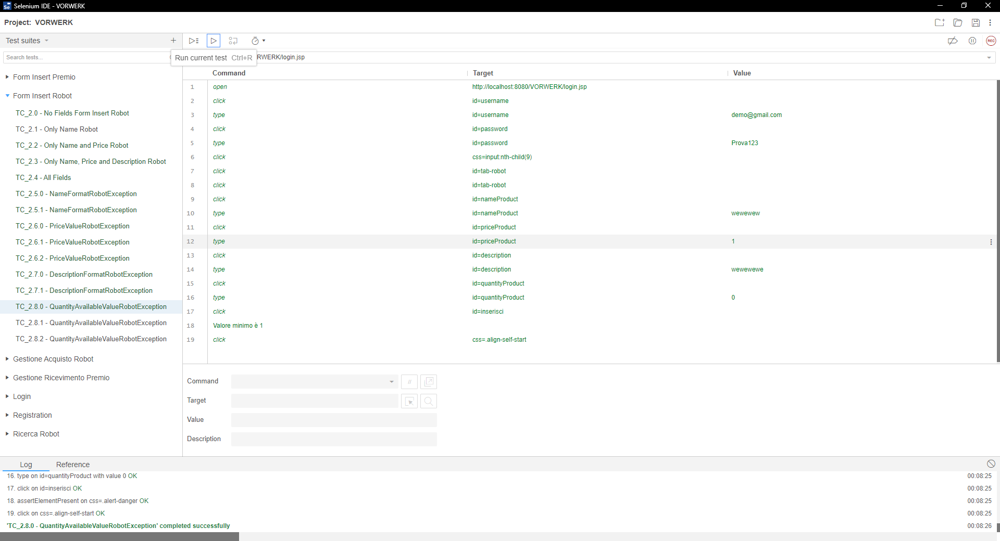 Selenium IDE - VORWERK
Project: VORWERK
Test suites
Search tests...
Run current test Ctrl+R
RWERK/login.jsp
Command Target Value
1 open http://localhost:8080/VORWERK/login.jsp
2 click id=username
3 type id=username demo@gmail.com
4 click id=password
5 type id=password Prova123
6 click css=input:nth-child(9)
7 click id=tab-robot
8 click id=tab-robot
9 click id=nameProduct
10 type id=nameProduct wewewew
11 click id=priceProduct
12 type id=priceProduct 1
13 click id=description
14 type id=description wewewewe
15 click id=quantityProduct
16 type id=quantityProduct 0
17 click id=inserisci
18 Valore minimo è 1
19 click css=.align-self-start
Form Insert Premio
Form Insert Robot
TC_2.0 - No Fields Form Insert Robot
TC_2.1 - Only Name Robot
TC_2.2 - Only Name and Price Robot
TC_2.3 - Only Name, Price and Description Robot
TC_2.4 - All Fields
TC_2.5.0 - NameFormatRobotException
TC_2.5.1 - NameFormatRobotException
TC_2.6.0 - PriceValueRobotException
TC_2.6.1 - PriceValueRobotException
TC_2.6.2 - PriceValueRobotException
TC_2.7.0 - DescriptionFormatRobotException
TC_2.7.1 - DescriptionFormatRobotException
TC_2.8.0 - QuantityAvailableValueRobotException
TC_2.8.1 - QuantityAvailableValueRobotException
TC_2.8.2 - QuantityAvailableValueRobotException
Gestione Acquisto Robot
Gestione Ricevimento Premio
Login
Registration
Ricerca Robot
Command //
Target
Value
Description
REC
Log Reference
16. type on id=quantityProduct with value 0 OK 00:08:25
17. click on id=inserisci OK 00:08:25
18. assertElementPresent on css=.alert-danger OK 00:08:25
19. click on css=.align-self-start OK 00:08:25
'TC_2.8.0 - QuantityAvailableValueRobotException' completed successfully 00:08:26